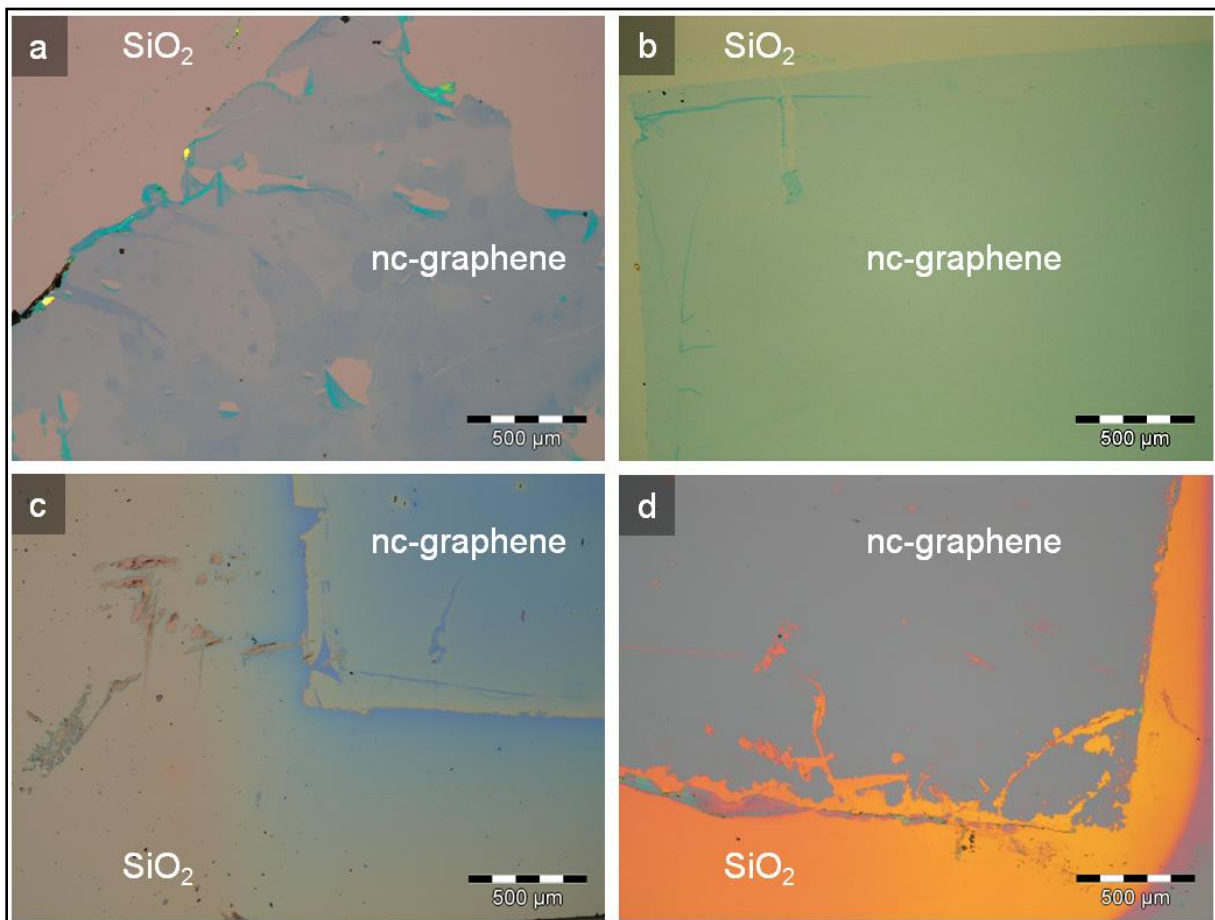 a
SiO₂
nc-graphene
500 µm
b
SiO₂
nc-graphene
500 µm
c
nc-graphene
SiO₂
500 µm
d
nc-graphene
SiO₂
500 µm